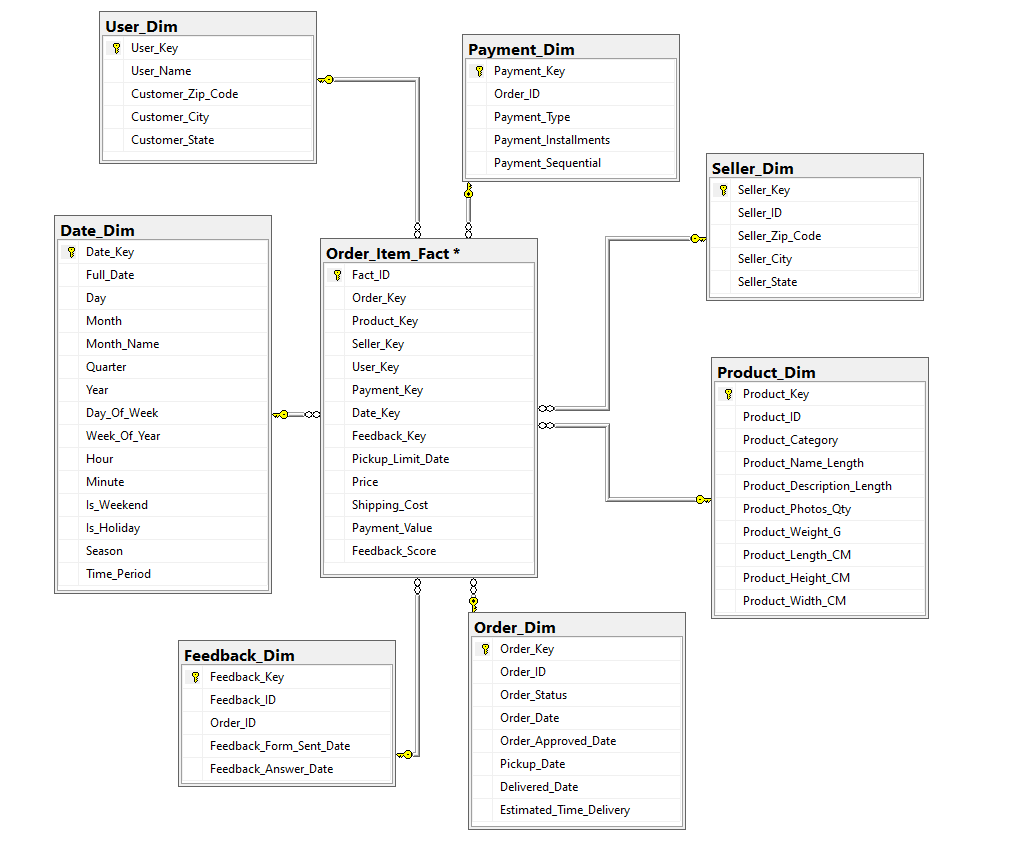 User_Dim
User_Key
User_Name
Customer_Zip_Code
Customer_City
Customer_State
Payment_Dim
Payment_Key
Order_ID
Payment_Type
Payment_Installments
Payment_Sequential
Seller_Dim
Seller_Key
Seller_ID
Seller_Zip_Code
Seller_City
Seller_State
Date_Dim
Date_Key
Full_Date
Day
Month
Month_Name
Quarter
Year
Day_Of_Week
Week_Of_Year
Hour
Minute
Is_Weekend
Is_Holiday
Season
Time_Period
Order_Item_Fact *
Fact_ID
Order_Key
Product_Key
Seller_Key
User_Key
Payment_Key
Date_Key
Feedback_Key
Pickup_Limit_Date
Price
Shipping_Cost
Payment_Value
Feedback_Score
Product_Dim
Product_Key
Product_ID
Product_Category
Product_Name_Length
Product_Description_Length
Product_Photos_Qty
Product_Weight_G
Product_Length_CM
Product_Height_CM
Product_Width_CM
Feedback_Dim
Feedback_Key
Feedback_ID
Order_ID
Feedback_Form_Sent_Date
Feedback_Answer_Date
Order_Dim
Order_Key
Order_ID
Order_Status
Order_Date
Order_Approved_Date
Pickup_Date
Delivered_Date
Estimated_Time_Delivery